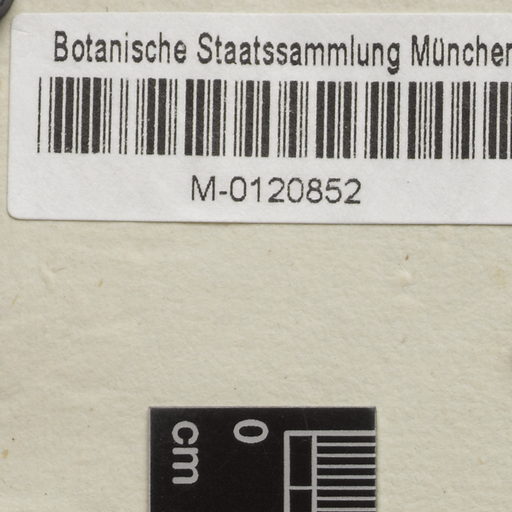 Botanische Staatssammlung München
M-0120852
0
cm